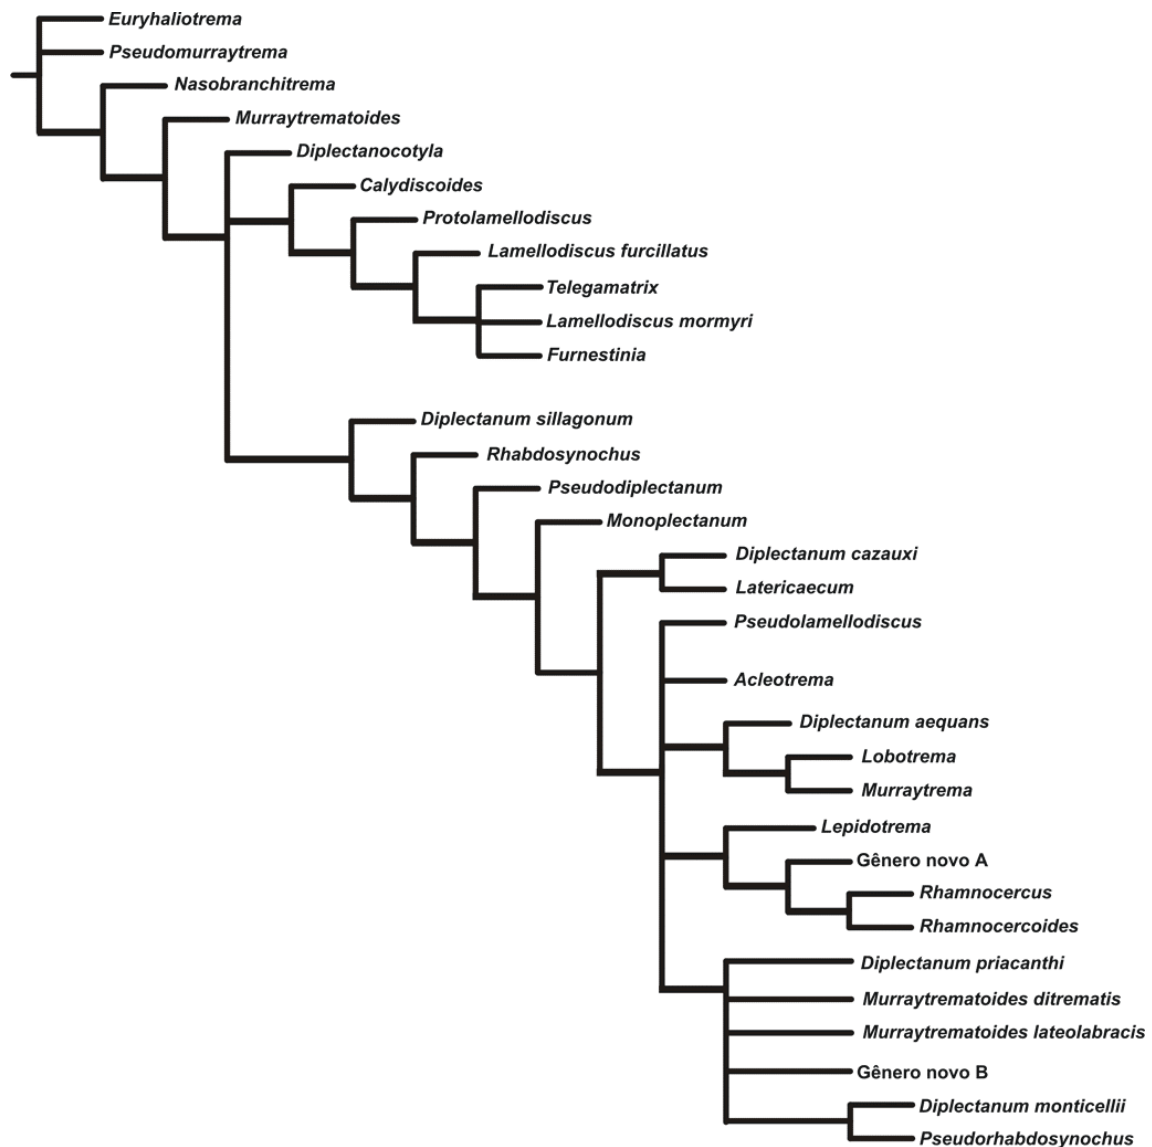 Euryhaliotrema
Pseudomurraytrema
Nasobranchitrema
Murraytrematoides
Diplectanocotyla
Calydiscoides
Protolamellodiscus
Lamellodiscus furcillatus
Telegamatrix
Lamellodiscus mormyri
Furnestinia
Diplectanum sillagonum
Rhabdosynochus
Pseudodiplectanum
Monoplectanum
Diplectanum cazauxi
Latericaecum
Pseudolamellodiscus
Acleotrema
Diplectanum aequans
Lobotrema
Murraytrema
Lepidotrema
Gênero novo A
Rhamnocercus
Rhamnocercoides
Diplectanum priacanthi
Murraytrematoides ditrematis
Murraytrematoides lateolabracis
Gênero novo B
Diplectanum monticellii
Pseudorhabdosynochus